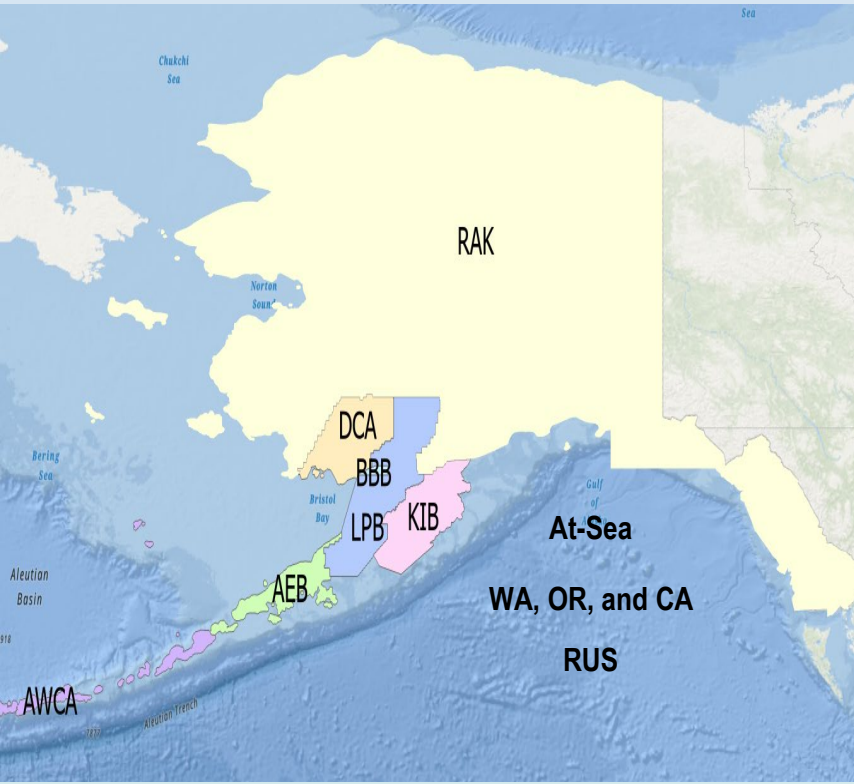 Sea
Chukchi
Sea
RAK
Norton
Sound
DCA
BBB
Bering
Sea
Bristol
Bay
LPB
KIB
Gulf
of
At-Sea
Aleutian
Basin
AEB
WA, OR, and CA
RUS
AWCA
Aleutian Trench